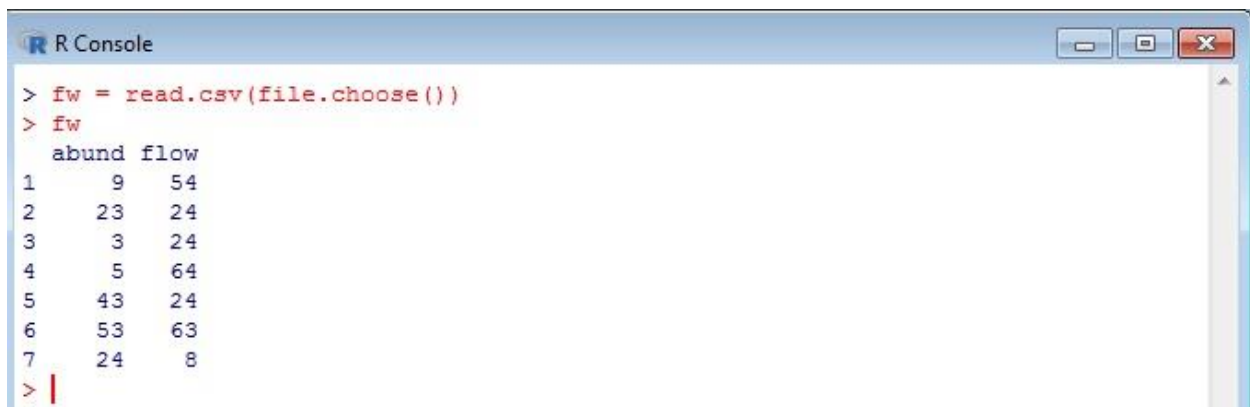 R Console
> fw = read.csv(file.choose())
> fw
  abund flow
1     9   54
2    23   24
3     3   24
4     5   64
5    43   24
6    53   63
7    24    8
>